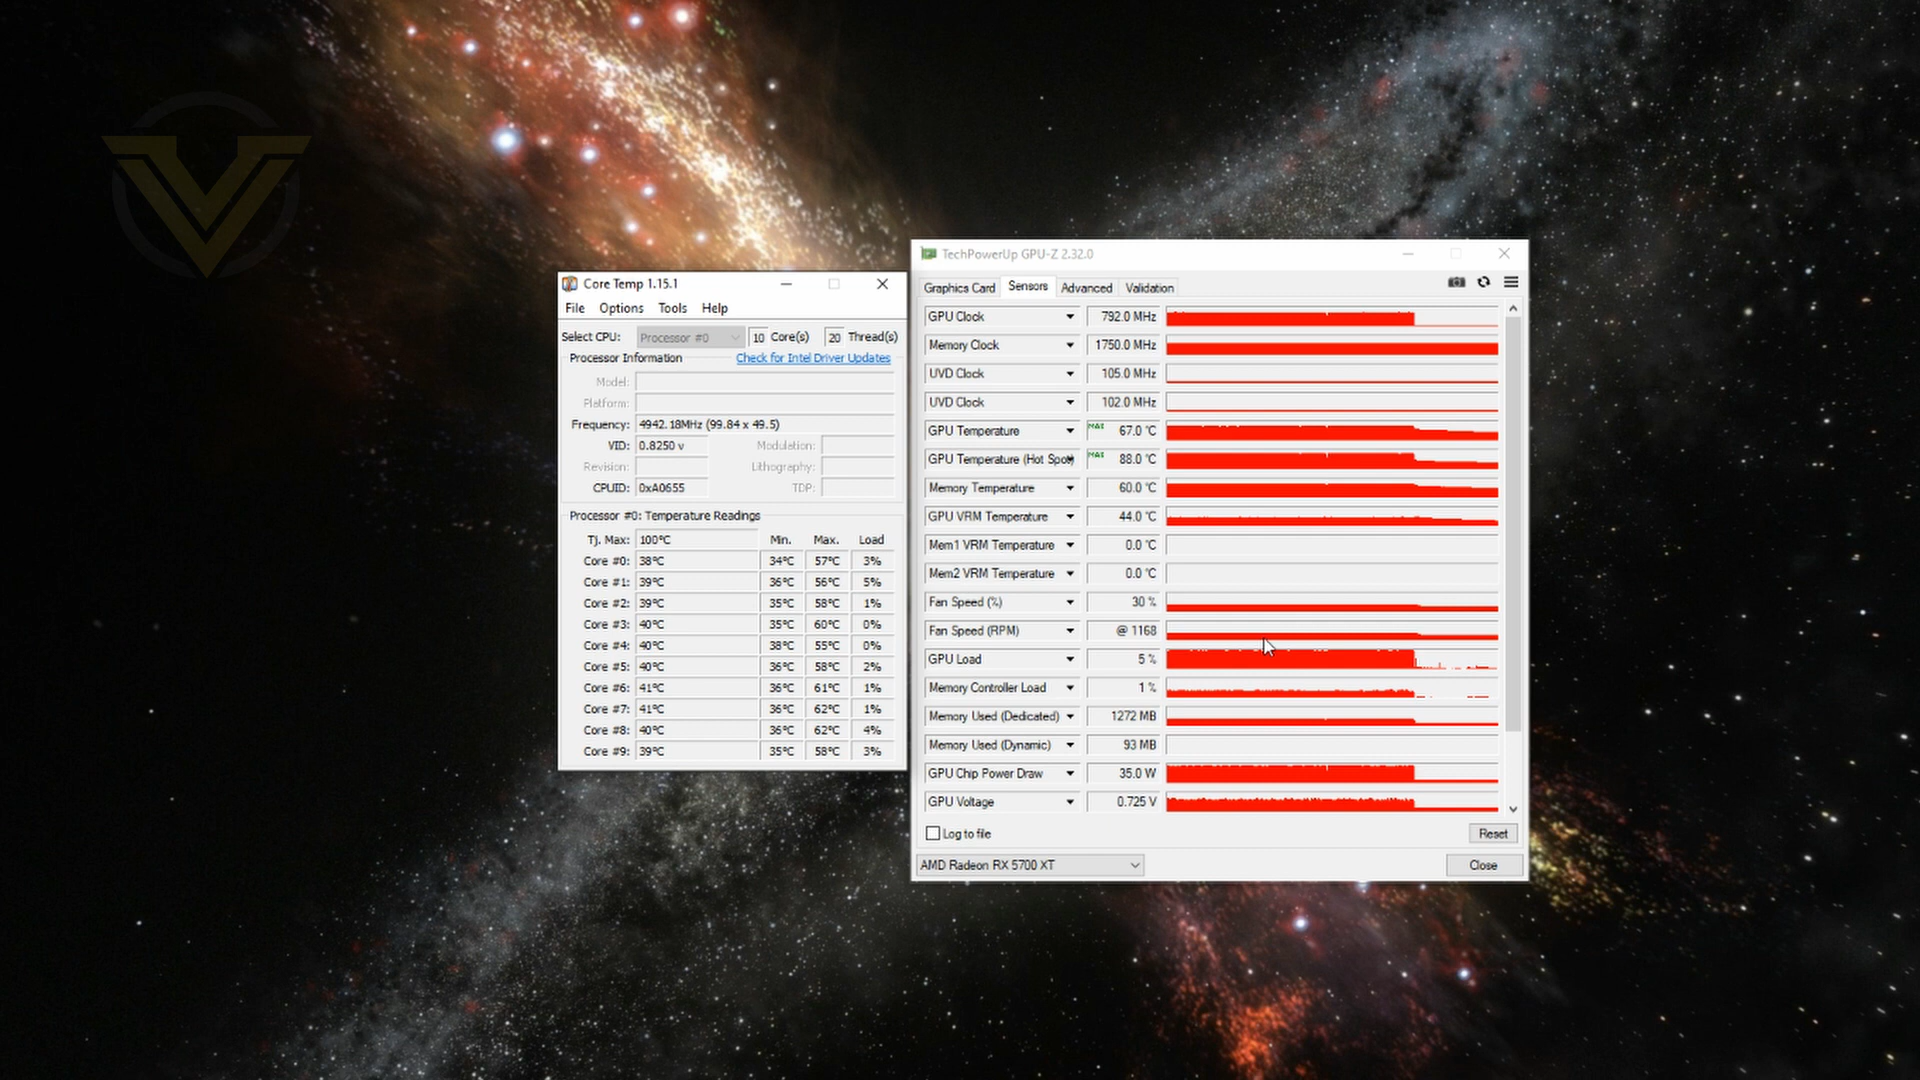 Core Temp 1.15.1
File Options Tools Help
Select CPU: Processor #0 10 Core(s) 20 Thread(s)
Processor Information Check for Intel Driver Updates
Model:
Platform:
Frequency: 4942.18MHz (99.84 x 49.5)
VID: 0.8250 v Modulation:
Revision: Lithography:
CPUID: 0xA0655 TDP:
Processor #0: Temperature Readings
Tj. Max: 100°C Min. Max. Load
Core #0: 38°C 34°C 57°C 3%
Core #1: 39°C 36°C 56°C 5%
Core #2: 39°C 35°C 58°C 1%
Core #3: 40°C 35°C 60°C 0%
Core #4: 40°C 38°C 55°C 0%
Core #5: 40°C 36°C 58°C 2%
Core #6: 41°C 36°C 61°C 1%
Core #7: 41°C 36°C 62°C 1%
Core #8: 40°C 36°C 62°C 4%
Core #9: 39°C 35°C 58°C 3%
TechPowerUp GPU-Z 2.32.0
Graphics Card Sensors Advanced Validation
GPU Clock 792.0 MHz
Memory Clock 1750.0 MHz
UVD Clock 105.0 MHz
UVD Clock 102.0 MHz
GPU Temperature MAX 67.0 °C
GPU Temperature (Hot Spot) MAX 88.0 °C
Memory Temperature 60.0 °C
GPU VRM Temperature 44.0 °C
Mem1 VRM Temperature 0.0 °C
Mem2 VRM Temperature 0.0 °C
Fan Speed (%) 30 %
Fan Speed (RPM) @ 1168
GPU Load 5 %
Memory Controller Load 1 %
Memory Used (Dedicated) 1272 MB
Memory Used (Dynamic) 93 MB
GPU Chip Power Draw 35.0 W
GPU Voltage 0.725 V
Log to file Reset
AMD Radeon RX 5700 XT Close